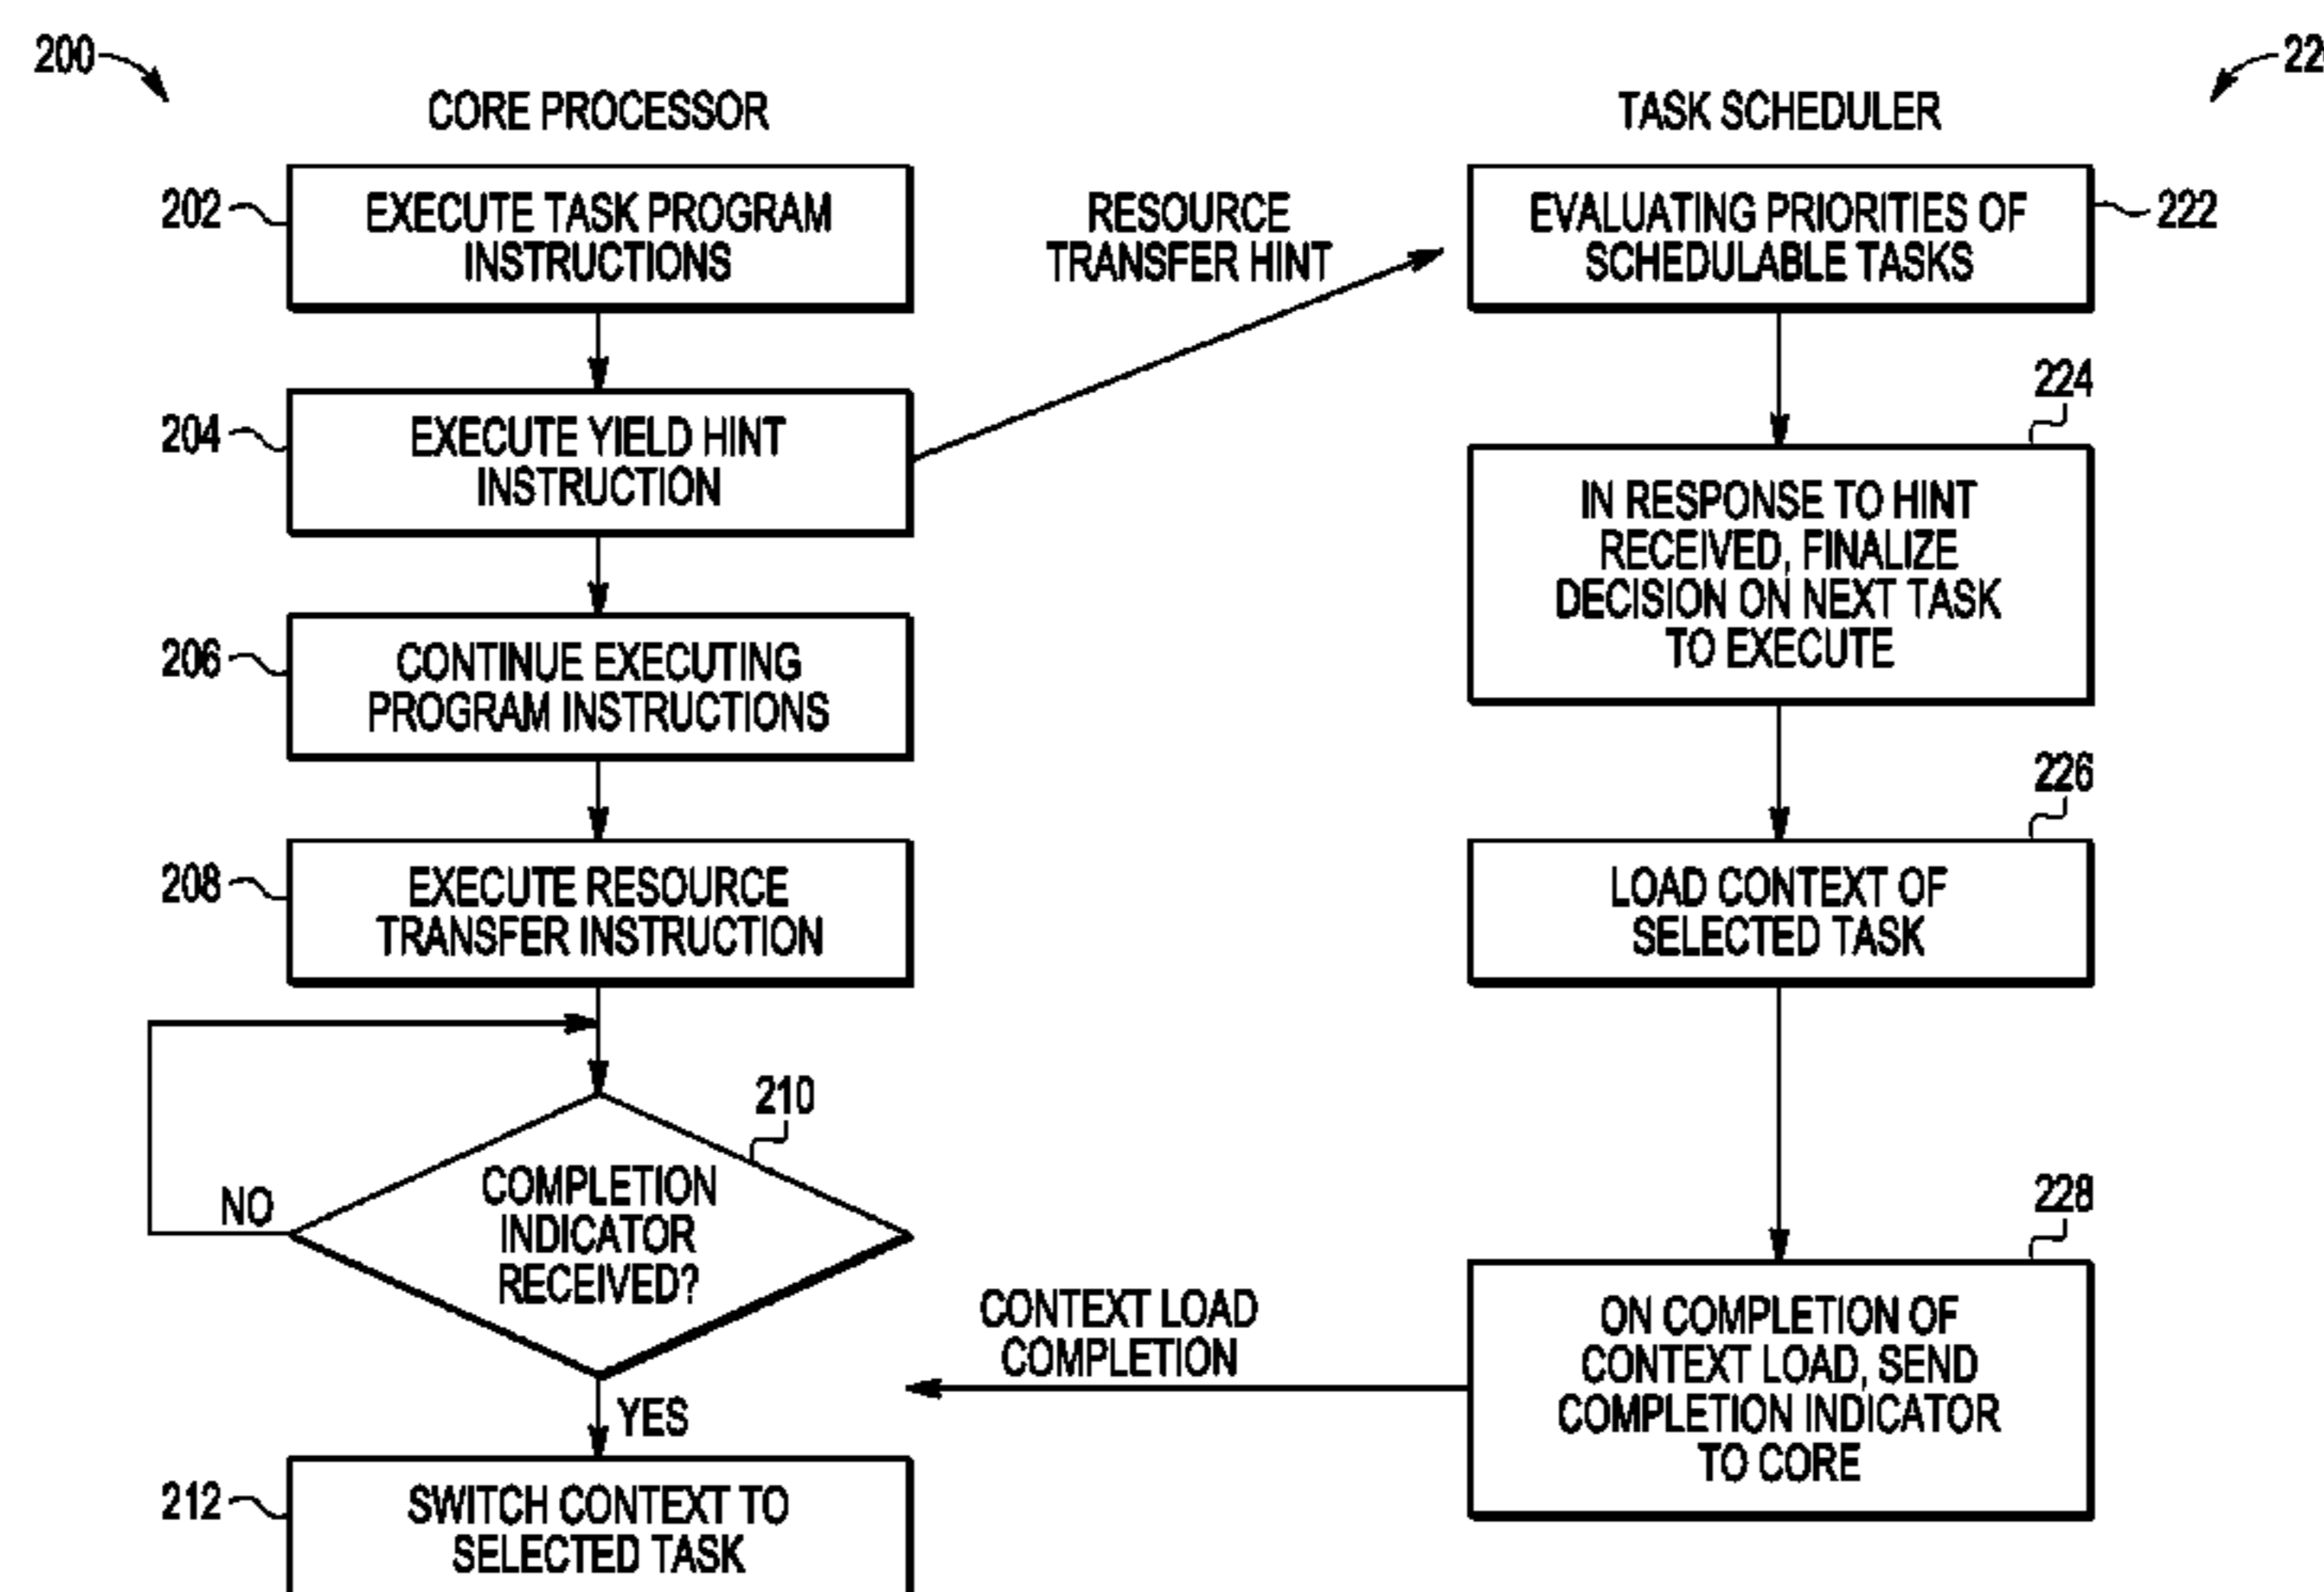 200
22
CORE PROCESSOR
TASK SCHEDULER
202
EXECUTE TASK PROGRAM
INSTRUCTIONS
RESOURCE
TRANSFER HINT
EVALUATING PRIORITIES OF
SCHEDULABLE TASKS
222
204
EXECUTE YIELD HINT
INSTRUCTION
224
IN RESPONSE TO HINT
RECEIVED, FINALIZE
DECISION ON NEXT TASK
TO EXECUTE
206
CONTINUE EXECUTING
PROGRAM INSTRUCTIONS
226
208
EXECUTE RESOURCE
TRANSFER INSTRUCTION
LOAD CONTEXT OF
SELECTED TASK
210
COMPLETION
INDICATOR
RECEIVED?
NO
YES
228
CONTEXT LOAD
COMPLETION
ON COMPLETION OF
CONTEXT LOAD, SEND
COMPLETION INDICATOR
TO CORE
212
SWITCH CONTEXT TO
SELECTED TASK